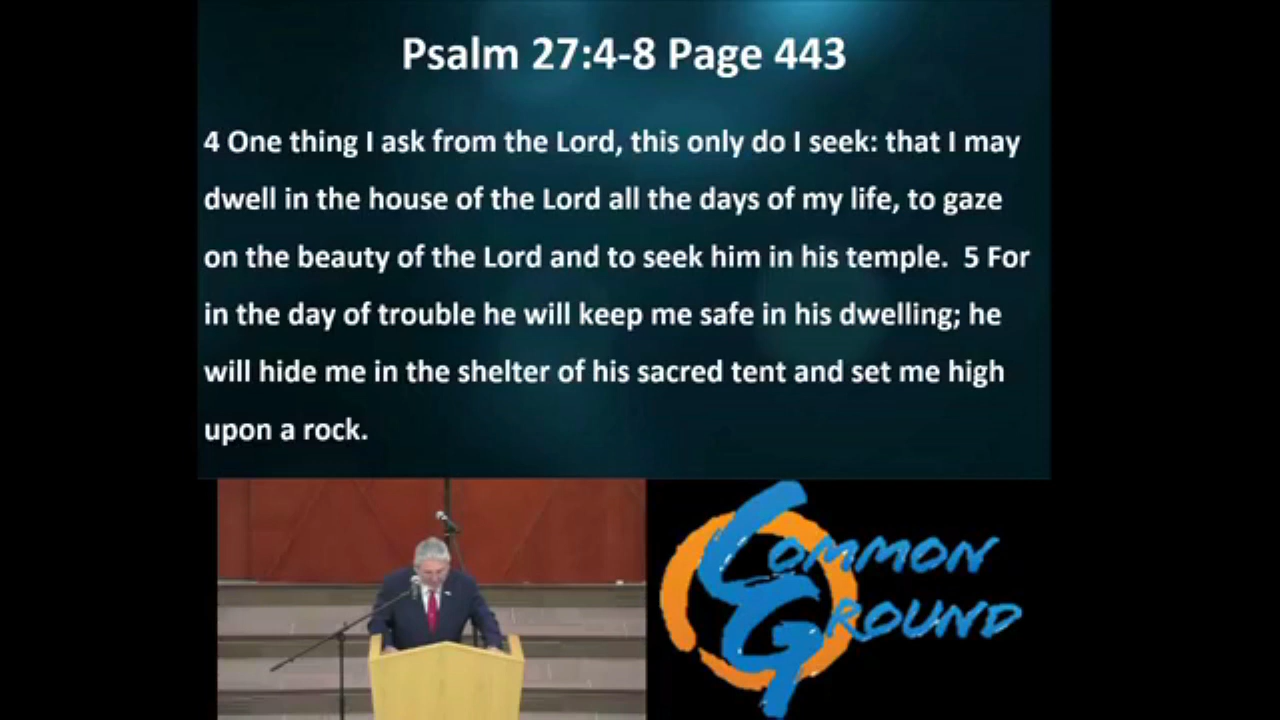 Psalm 27:4-8 Page 443
4 One thing I ask from the Lord, this only do I seek: that I may
dwell in the house of the Lord all the days of my life, to gaze
on the beauty of the Lord and to seek him in his temple.  5 For
in the day of trouble he will keep me safe in his dwelling; he
will hide me in the shelter of his sacred tent and set me high
upon a rock.
COMMON
GROUND